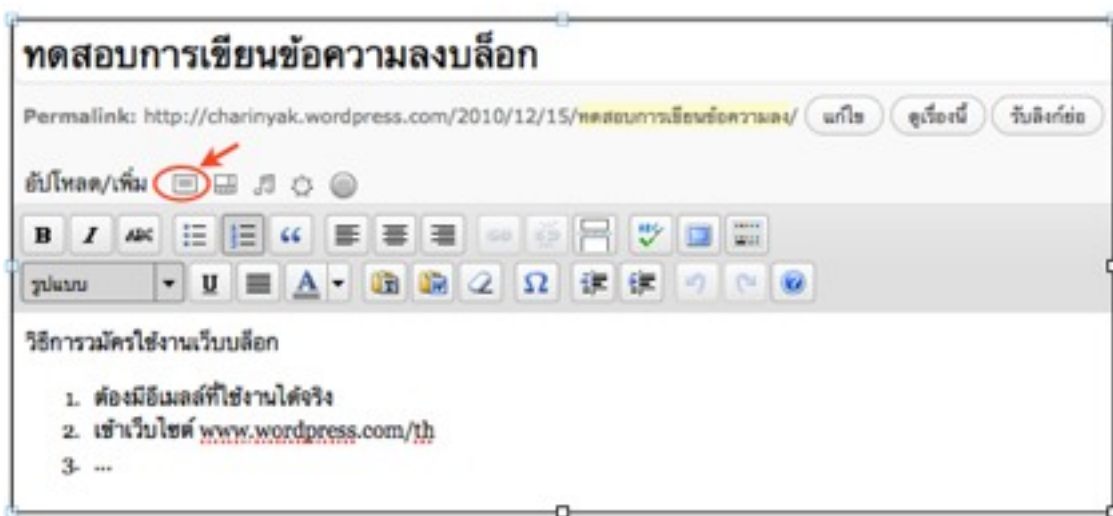 ทดสอบการเขียนข้อความลงบล็อก
Permalink: http://charinyak.wordpress.com/2010/12/15/ทดสอบการเขียนข้อความลง/ แก้ไข ดูเรื่องนี้ รับลิงก์ย่อ
อัปโหลด/เพิ่ม
B I ABC
รูปแบบ U A Ω
วิธีการวมัครใช้งานเว็บบล็อก
1. ต้องมีอีเมลล์ที่ใช้งานได้จริง
2. เข้าเว็บไซต์ www.wordpress.com/th
3. ...